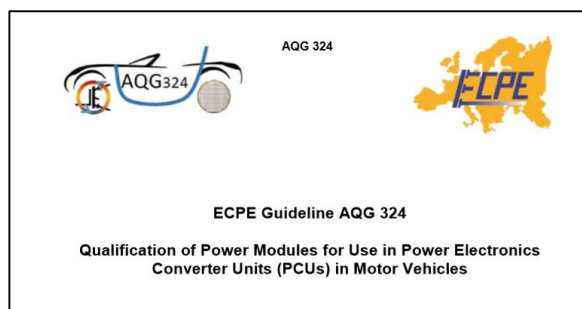 AQG 324
AQG324
ECPE
ECPE Guideline AQG 324
Qualification of Power Modules for Use in Power Electronics
Converter Units (PCUs) in Motor Vehicles